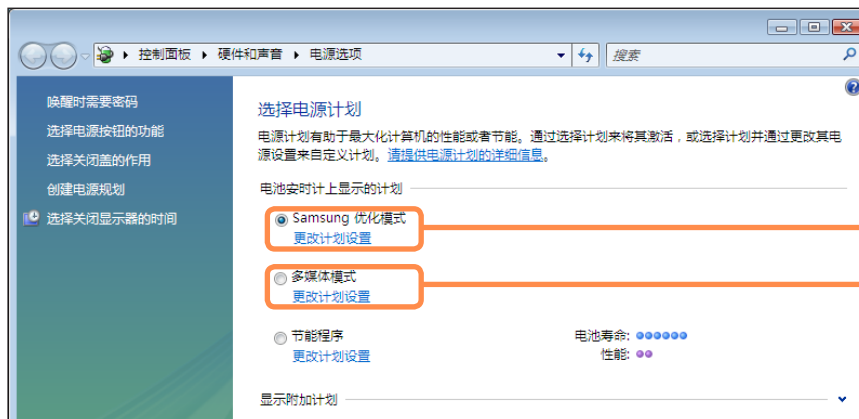 控制面板 硬件和声音 电源选项 搜索
唤醒时需要密码
选择电源按钮的功能
选择关闭盖的作用
创建电源规划
选择关闭显示器的时间
选择电源计划
电源计划有助于最大化计算机的性能或者节能。通过选择计划来将其激活，或选择计划并通过更改其电
源设置来自定义计划。请提供电源计划的详细信息。
电池安时计上显示的计划
Samsung 优化模式
更改计划设置
多媒体模式
更改计划设置
节能程序 电池寿命:
更改计划设置 性能:
显示附加计划